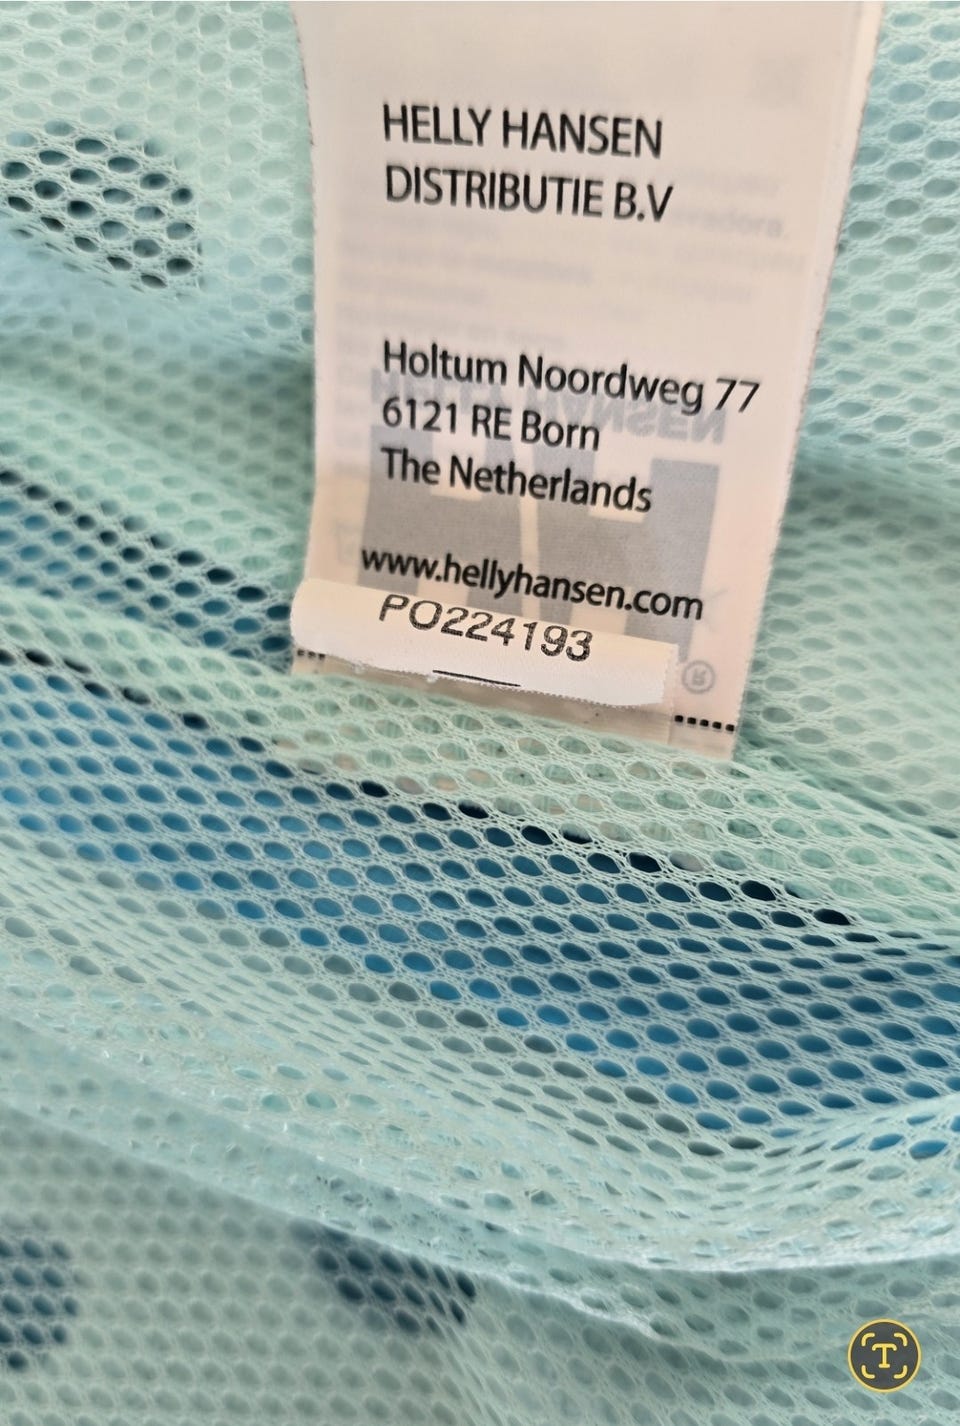 HELLY HANSEN
DISTRIBUTIE B.V
Holtum Noordweg 77
6121 RE Born
The Netherlands
www.hellyhansen.com
PO224193
®
T